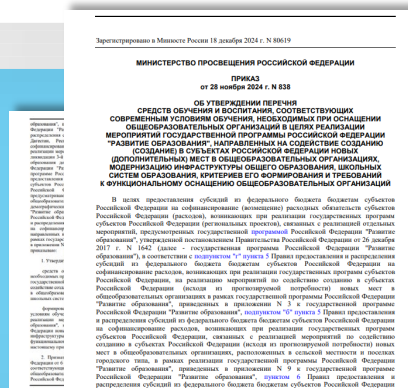 Зарегистрировано в Минюсте России 18 декабря 2024 г. N 80619
МИНИСТЕРСТВО ПРОСВЕЩЕНИЯ РОССИЙСКОЙ ФЕДЕРАЦИИ
ПРИКАЗ
от 28 ноября 2024 г. N 838
ОБ УТВЕРЖДЕНИИ ПЕРЕЧНЯ
СРЕДСТВ ОБУЧЕНИЯ И ВОСПИТАНИЯ, СООТВЕТСТВУЮЩИХ
СОВРЕМЕННЫМ УСЛОВИЯМ ОБУЧЕНИЯ, НЕОБХОДИМЫХ ПРИ ОСНАЩЕНИИ
ОБЩЕОБРАЗОВАТЕЛЬНЫХ ОРГАНИЗАЦИЙ В ЦЕЛЯХ РЕАЛИЗАЦИИ
МЕРОПРИЯТИЙ ГОСУДАРСТВЕННОЙ ПРОГРАММЫ РОССИЙСКОЙ ФЕДЕРАЦИИ
"РАЗВИТИЕ ОБРАЗОВАНИЯ", НАПРАВЛЕННЫХ НА СОДЕЙСТВИЕ СОЗДАНИЮ
(СОЗДАНИЕ) В СУБЪЕКТАХ РОССИЙСКОЙ ФЕДЕРАЦИИ НОВЫХ
(ДОПОЛНИТЕЛЬНЫХ) МЕСТ В ОБЩЕОБРАЗОВАТЕЛЬНЫХ ОРГАНИЗАЦИЯХ,
МОДЕРНИЗАЦИЮ ИНФРАСТРУКТУРЫ ОБЩЕГО ОБРАЗОВАНИЯ, ШКОЛЬНЫХ
СИСТЕМ ОБРАЗОВАНИЯ, КРИТЕРИЕВ ЕГО ФОРМИРОВАНИЯ И ТРЕБОВАНИЙ
К ФУНКЦИОНАЛЬНОМУ ОСНАЩЕНИЮ ОБЩЕОБРАЗОВАТЕЛЬНЫХ ОРГАНИЗАЦИЙ
В целях предоставления субсидий из федерального бюджета бюджетам субъектов
Российской Федерации на софинансирование (возмещение) расходных обязательств субъектов
Российской Федерации (расходов), возникающих при реализации государственных программ
субъектов Российской Федерации (региональных проектов), связанных с реализацией отдельных
мероприятий, предусмотренных государственной программой Российской Федерации "Развитие
образования", утвержденной постановлением Правительства Российской Федерации от 26 декабря
2017 г. N 1642 (далее - государственная программа Российской Федерации "Развитие
образования"), в соответствии с подпунктом "г" пункта 5 Правил предоставления и распределения
субсидий из федерального бюджета бюджетам субъектов Российской Федерации на
софинансирование расходов, возникающих при реализации государственных программ субъектов
Российской Федерации, на реализацию мероприятий по содействию созданию в субъектах
Российской Федерации (исходя из прогнозируемой потребности) новых мест в
общеобразовательных организациях в рамках государственной программы Российской Федерации
"Развитие образования", приведенных в приложении N 3 к государственной программе
Российской Федерации "Развитие образования", подпунктом "б" пункта 5 Правил предоставления
и распределения субсидий из федерального бюджета бюджетам субъектов Российской Федерации
на софинансирование расходов, возникающих при реализации государственных программ
субъектов Российской Федерации, связанных с реализацией мероприятий по содействию
созданию в субъектах Российской Федерации (исходя из прогнозируемой потребности) новых
мест в общеобразовательных организациях, расположенных в сельской местности и поселках
городского типа, в рамках реализации государственной программы Российской Федерации
"Развитие образования", приведенных в приложении N 9 к государственной программе
Российской Федерации "Развитие образования", пунктом 6 Правил предоставления и
распределения субсидий из федерального бюджета бюджетам субъектов Российской Федерации